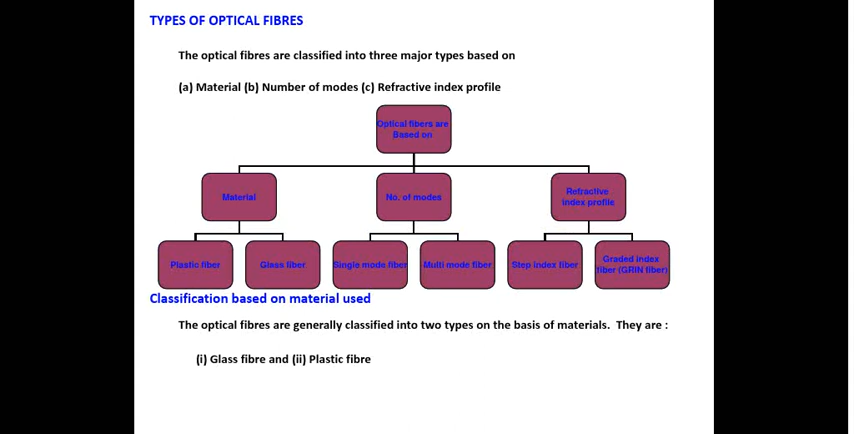 TYPES OF OPTICAL FIBRES
The optical fibres are classified into three major types based on
(a) Material (b) Number of modes (c) Refractive index profile
Optical fibers are
Based on
Material
No. of modes
Refractive
index profile
Plastic fiber
Glass fiber
Single mode fiber
Multi mode fiber
Step index fiber
Graded index
fiber (GRIN fiber)
Classification based on material used
The optical fibres are generally classified into two types on the basis of materials. They are :
(i) Glass fibre and (ii) Plastic fibre